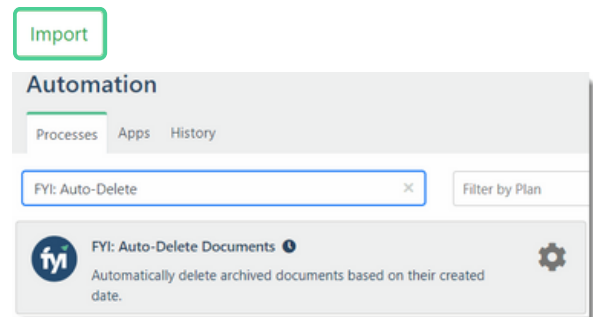 Import
Automation
Processes Apps History
FYI: Auto-Delete Filter by Plan
fyi
FYI: Auto-Delete Documents
Automatically delete archived documents based on their created
date.